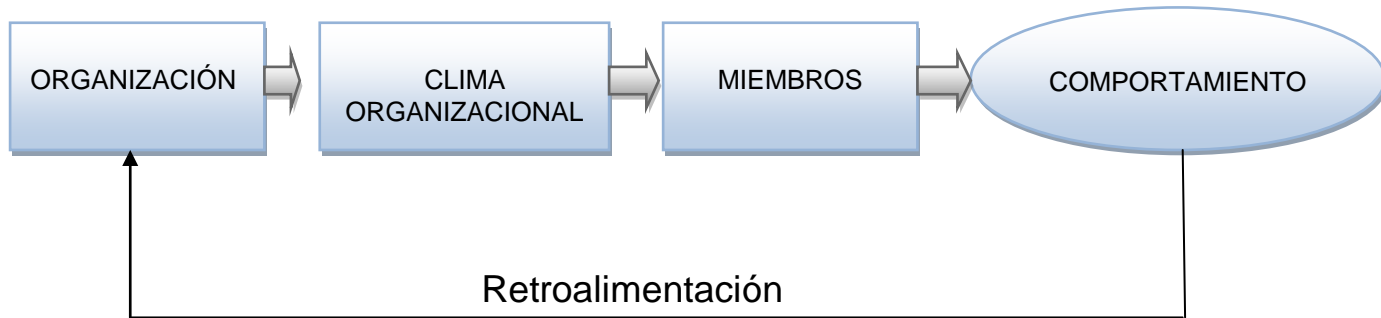 ORGANIZACIÓN
CLIMA
ORGANIZACIONAL
MIEMBROS
COMPORTAMIENTO
Retroalimentación